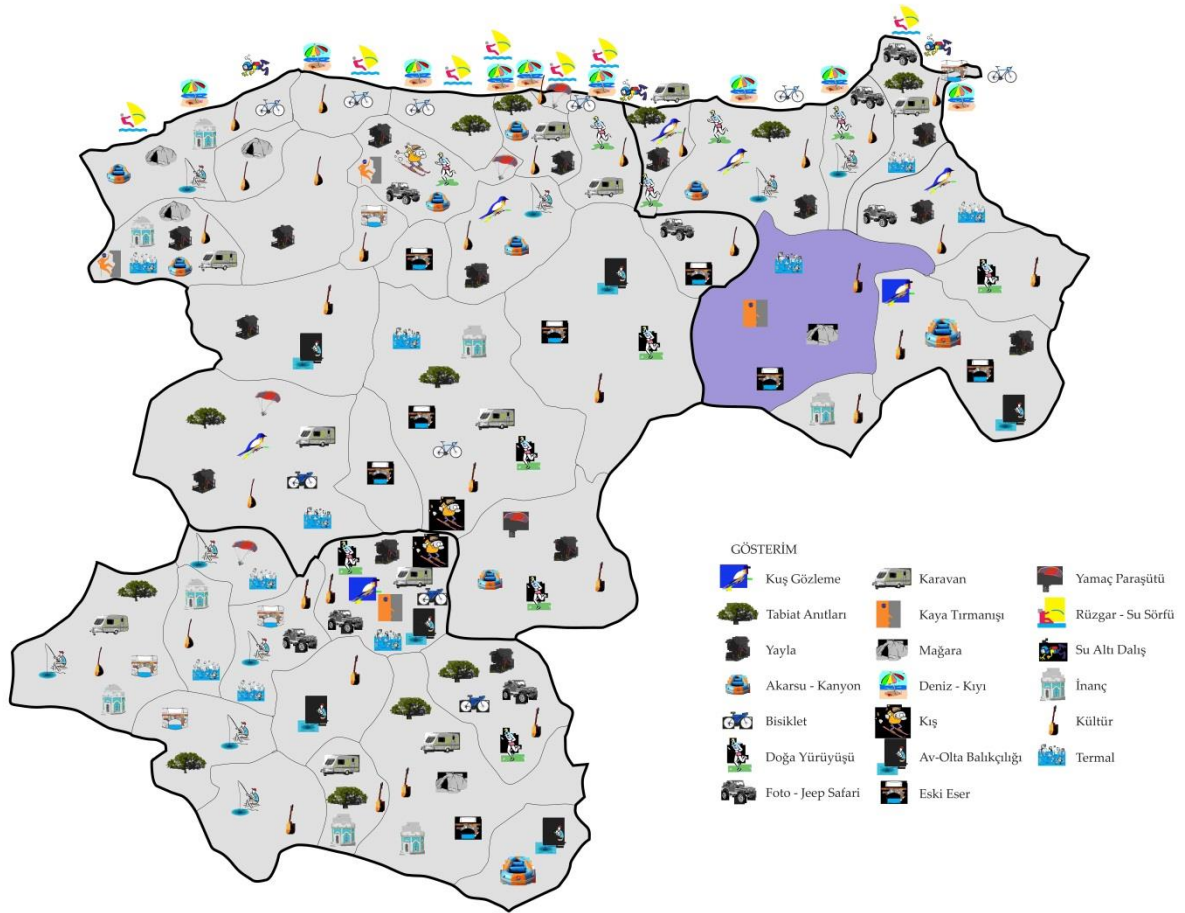 GÖSTERİM
Kuş Gözleme
Tabiat Anıtları
Yayla
Akarsu - Kanyon
Bisiklet
Doğa Yürüyüşü
Foto - Jeep Safari
Karavan
Kaya Tırmanışı
Mağara
Deniz - Kıyı
Kış
Av-Olta Balıkçılığı
Eski Eser
Yamaç Paraşütü
Rüzgar - Su Sörfü
Su Altı Dalış
İnanç
Kültür
Termal